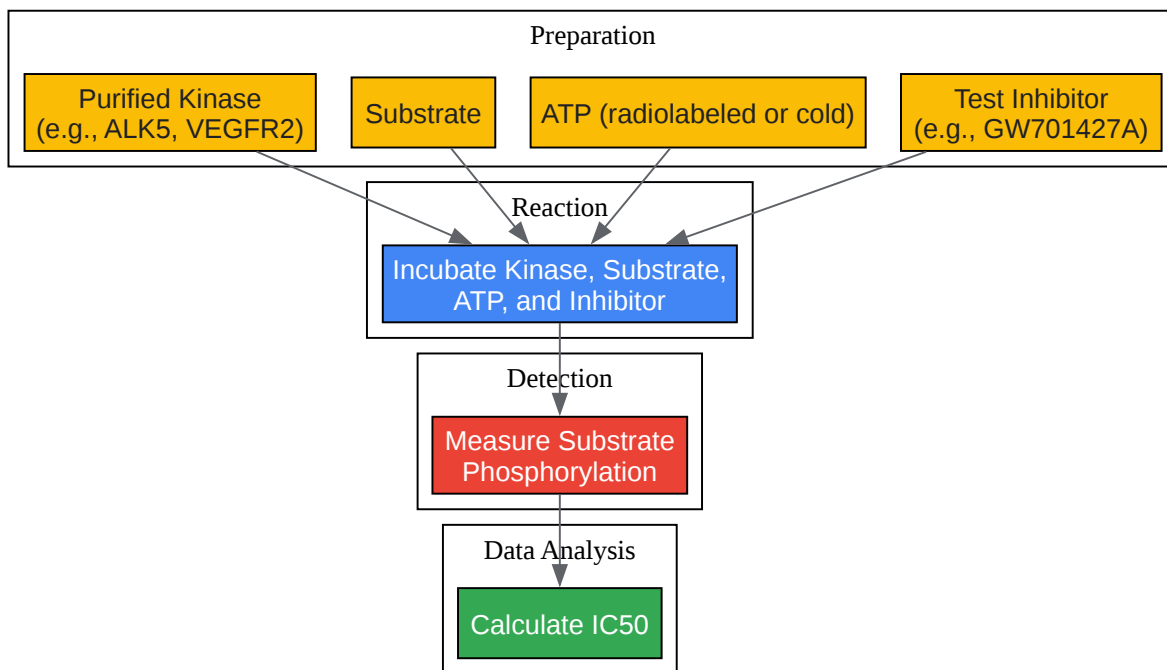 Preparation
Purified Kinase
(e.g., ALK5, VEGFR2)
Substrate
ATP (radiolabeled or cold)
Test Inhibitor
(e.g., GW701427A)
Reaction
Incubate Kinase, Substrate,
ATP, and Inhibitor
Detection
Measure Substrate
Phosphorylation
Data Analysis
Calculate IC50